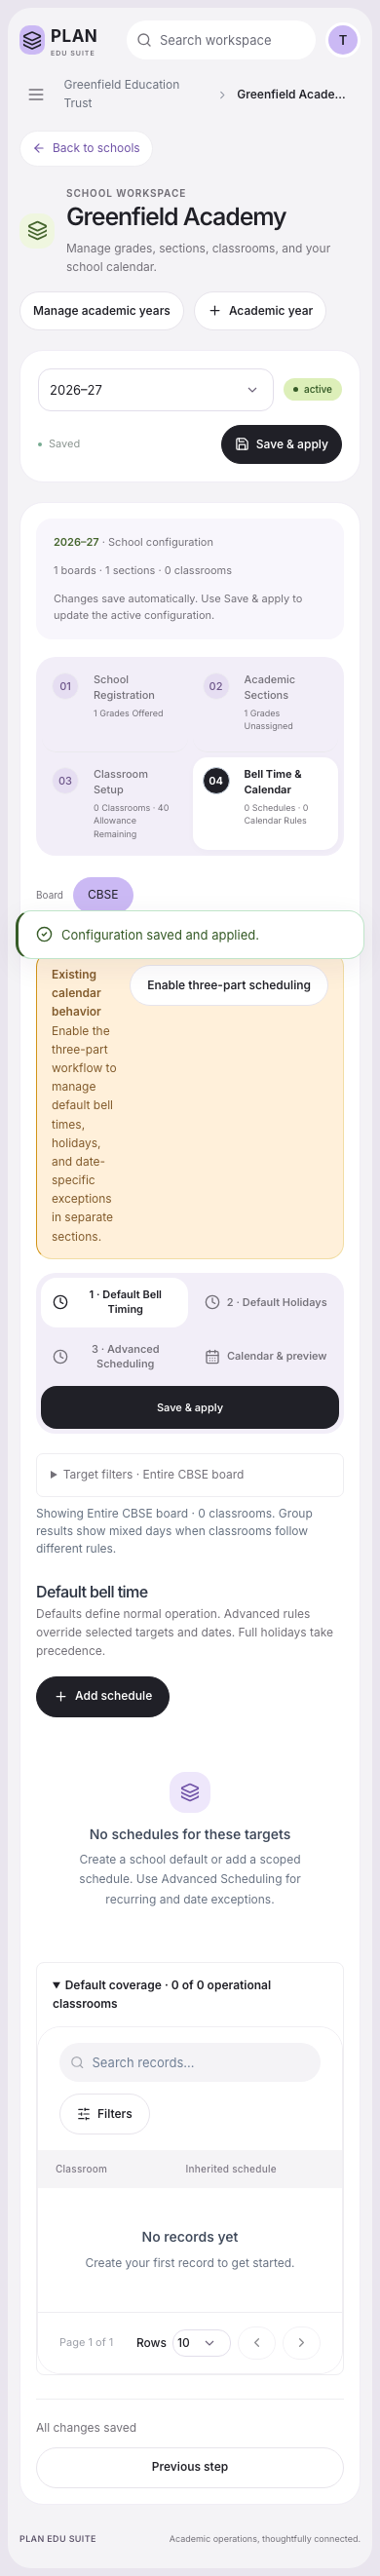 PLAN
EDU SUITE
Search workspace
T
Greenfield Education
Trust
Greenfield Acade...
Back to schools
SCHOOL WORKSPACE
Greenfield Academy
Manage grades, sections, classrooms, and your
school calendar.
Manage academic years
Academic year
2026–27
active
Saved
Save & apply
2026–27 · School configuration
1 boards · 1 sections · 0 classrooms
Changes save automatically. Use Save & apply to
update the active configuration.
01
School
Registration
1 Grades Offered
02
Academic
Sections
1 Grades
Unassigned
03
Classroom
Setup
0 Classrooms · 40
Allowance
Remaining
04
Bell Time &
Calendar
0 Schedules · 0
Calendar Rules
Board
CBSE
Configuration saved and applied.
Existing
calendar
behavior
Enable the
three-part
workflow to
manage
default bell
times,
holidays,
and date-
specific
exceptions
in separate
sections.
Enable three-part scheduling
1 · Default Bell
Timing
2 · Default Holidays
3 · Advanced
Scheduling
Calendar & preview
Save & apply
Target filters · Entire CBSE board
Showing Entire CBSE board · 0 classrooms. Group
results show mixed days when classrooms follow
different rules.
Default bell time
Defaults define normal operation. Advanced rules
override selected targets and dates. Full holidays take
precedence.
Add schedule
No schedules for these targets
Create a school default or add a scoped
schedule. Use Advanced Scheduling for
recurring and date exceptions.
Default coverage · 0 of 0 operational
classrooms
Search records...
Filters
Classroom
Inherited schedule
No records yet
Create your first record to get started.
Page 1 of 1
Rows
10
All changes saved
Previous step
PLAN EDU SUITE
Academic operations, thoughtfully connected.